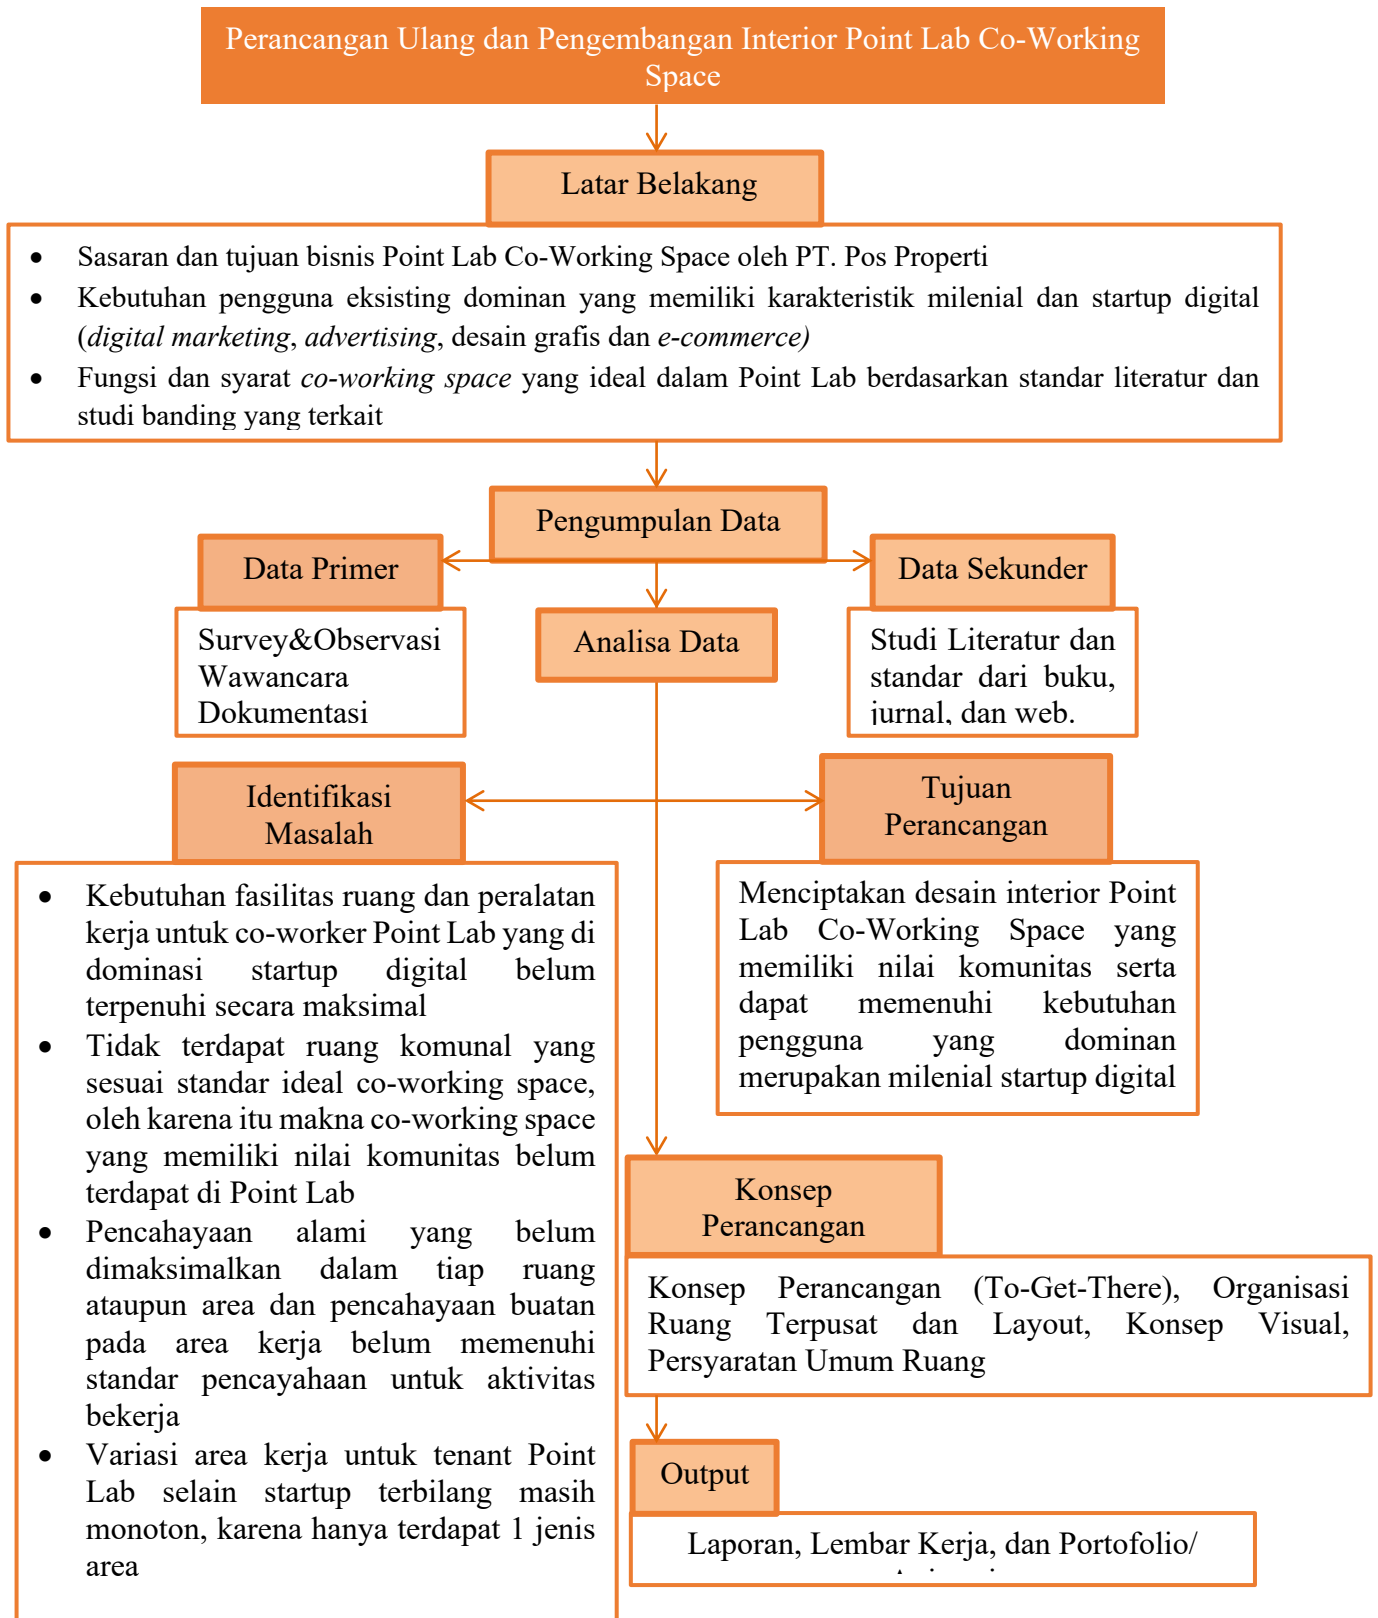 Perancangan Ulang dan Pengembangan Interior Point Lab Co-Working
Space
Latar Belakang
• Sasaran dan tujuan bisnis Point Lab Co-Working Space oleh PT. Pos Properti
• Kebutuhan pengguna eksisting dominan yang memiliki karakteristik milenial dan startup digital
(digital marketing, advertising, desain grafis dan e-commerce)
• Fungsi dan syarat co-working space yang ideal dalam Point Lab berdasarkan standar literatur dan
studi banding yang terkait
Pengumpulan Data
Data Primer
Survey&Observasi
Wawancara
Dokumentasi
Data Sekunder
Studi Literatur dan
standar dari buku,
jurnal, dan web.
Analisa Data
Identifikasi
Masalah
• Kebutuhan fasilitas ruang dan peralatan
kerja untuk co-worker Point Lab yang di
dominasi startup digital belum
terpenuhi secara maksimal
• Tidak terdapat ruang komunal yang
sesuai standar ideal co-working space,
oleh karena itu makna co-working space
yang memiliki nilai komunitas belum
terdapat di Point Lab
• Pencahayaan alami yang belum
dimaksimalkan dalam tiap ruang
ataupun area dan pencahayaan buatan
pada area kerja belum memenuhi
standar pencayahaan untuk aktivitas
bekerja
• Variasi area kerja untuk tenant Point
Lab selain startup terbilang masih
monoton, karena hanya terdapat 1 jenis
area
Tujuan
Perancangan
Menciptakan desain interior Point
Lab Co-Working Space yang
memiliki nilai komunitas serta
dapat memenuhi kebutuhan
pengguna yang dominan
merupakan milenial startup digital
Konsep
Perancangan
Konsep Perancangan (To-Get-There), Organisasi
Ruang Terpusat dan Layout, Konsep Visual,
Persyaratan Umum Ruang
Output
Laporan, Lembar Kerja, dan Portofolio/